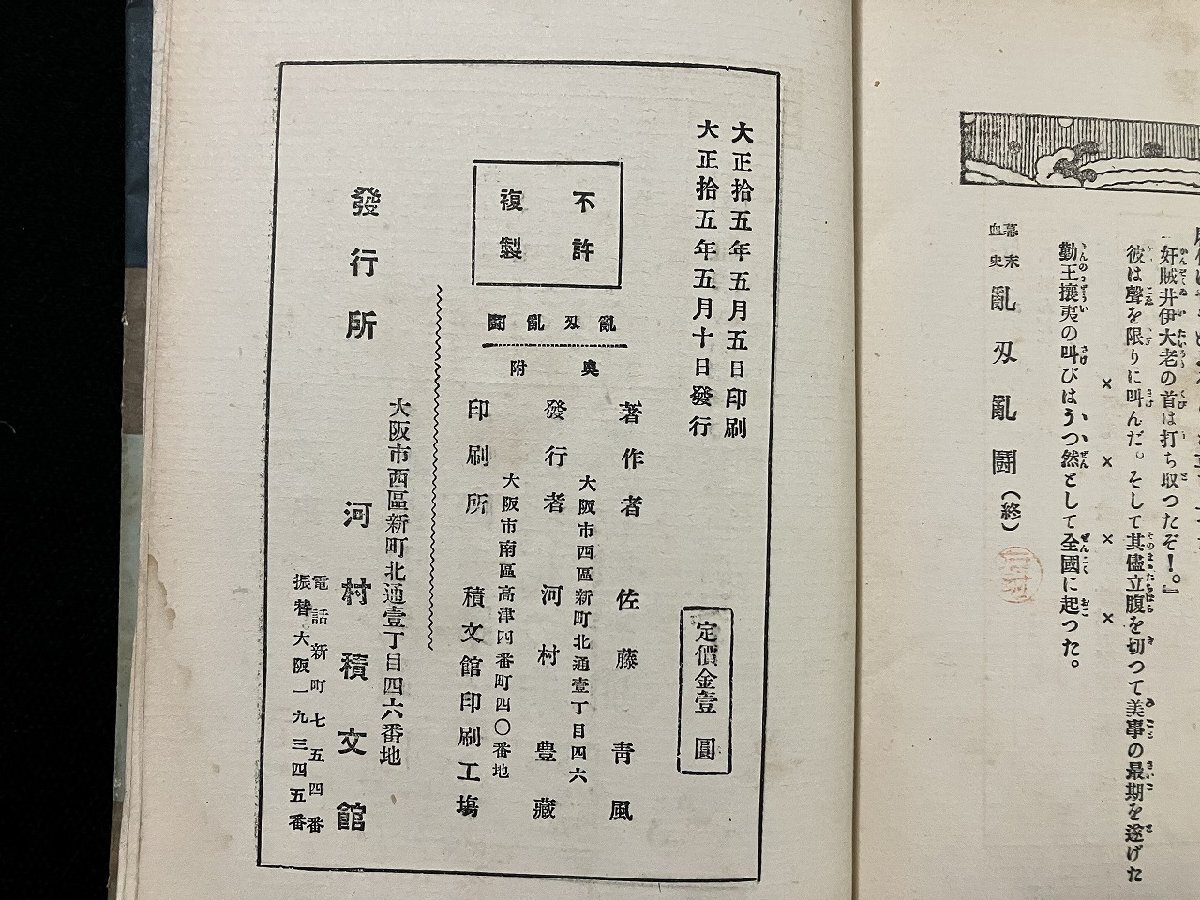 『奸賊井伊大老の首は打ち取つたぞ！。』
彼は聲を限りに叫んだ。そして其儘立腹を切つて美事の最期を遂げた
× × × ×
勤王攘夷の叫びはうつ然として全國に起つた。
幕末血史 亂刄亂鬪（終）
大正拾五年五月五日印刷
大正拾五年五月十日發行
定價金壹圓
不許
複製
亂刄亂鬪
奥附
著作者 佐藤靑風
大阪市西區新町北通壹丁目四六
發行者 河村豊藏
大阪市南區高津四番町四〇番地
印刷所 積文館印刷工塲
大阪市西區新町北通壹丁目四六番地
發行所 河村積文館
電話新町七五四番
振替大阪一九三四五番